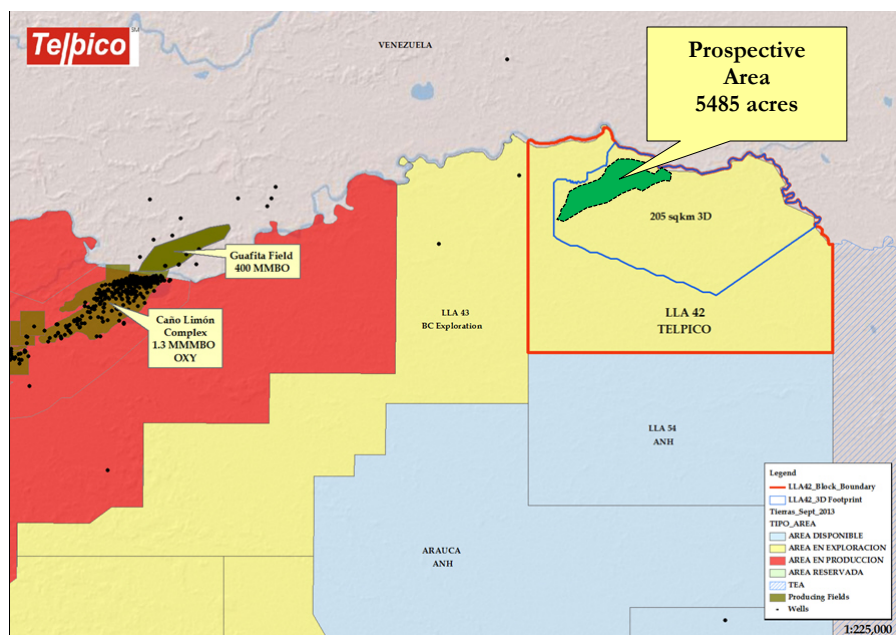 Telpico
VENEZUELA
Prospective
Area
5485 acres
205 sqkm 3D
Guafita Field
400 MMBO
Caño Limón
Complex
1.3 MMMBO
OXY
LLA 43
BC Exploration
LLA 42
TELPICO
LLA 54
ANH
ARAUCA
ANH
Legend
LLA42_Block_Boundary
LLA42_3D Footprint
Tierras_Sept_2013
TIPO_AREA
AREA DISPONIBLE
AREA EN EXPLORACION
AREA EN PRODUCCION
AREA RESERVADA
TEA
Producing Fields
Wells
1:225,000